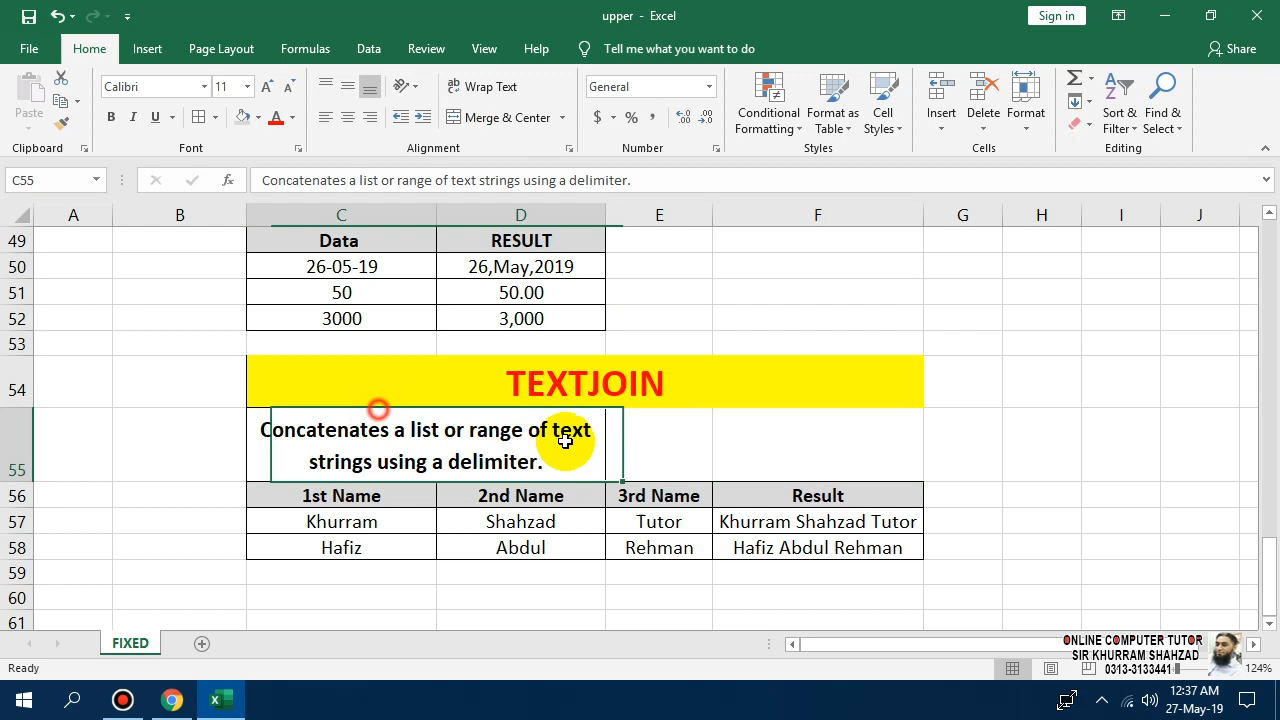 upper - Excel
Sign in
File Home Insert Page Layout Formulas Data Review View Help Tell me what you want to do Share
Paste
Calibri 11
B I U
Wrap Text
Merge & Center
General
$ % ,
Conditional Formatting
Format as Table
Cell Styles
Insert Delete Format
Sort & Filter
Find & Select
Clipboard Font Alignment Number Styles Cells Editing
C55 fx Concatenates a list or range of text strings using a delimiter.
A B C D E F G H I J
49 Data RESULT
50 26-05-19 26,May,2019
51 50 50.00
52 3000 3,000
53
54 TEXTJOIN
Concatenates a list or range of text
55 strings using a delimiter.
56 1st Name 2nd Name 3rd Name Result
57 Khurram Shahzad Tutor Khurram Shahzad Tutor
58 Hafiz Abdul Rehman Hafiz Abdul Rehman
59
60
61
FIXED
ONLINE COMPUTER TUTOR
SIR KHURRAM SHAHZAD
0313-3133441
Ready
124%
12:37 AM
27-May-19